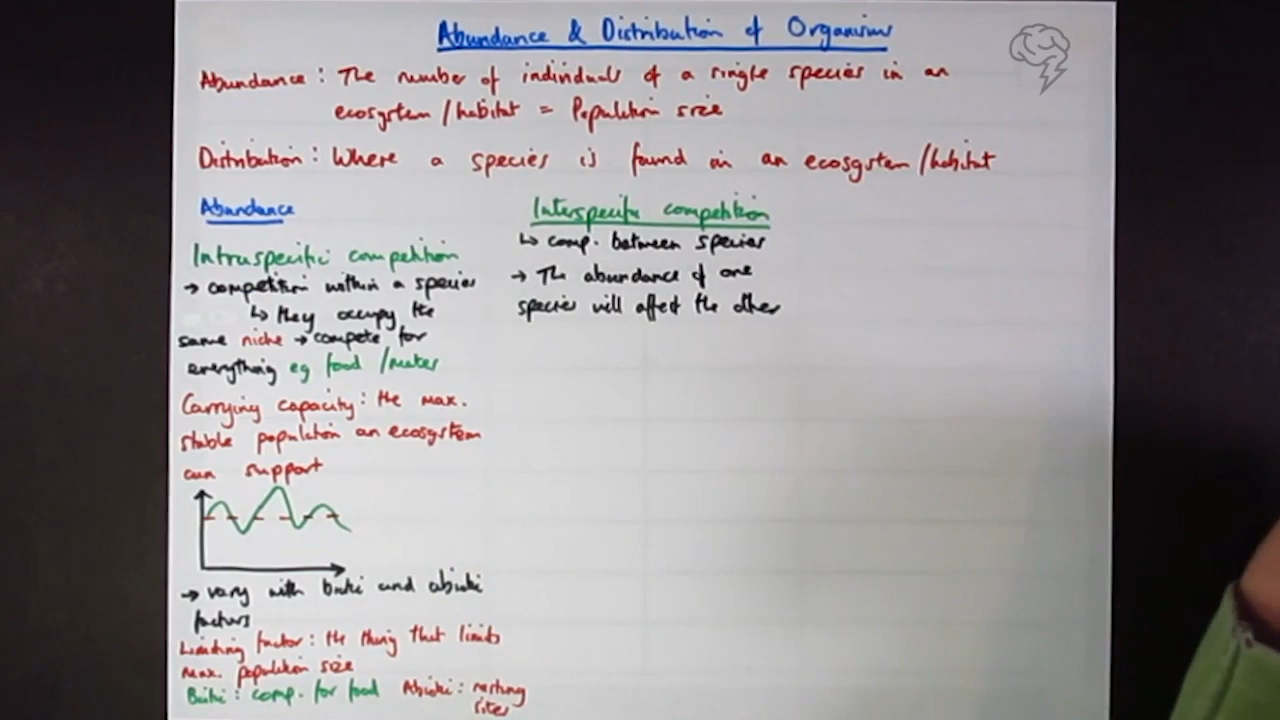 Abundance & Distribution of Organisms
Abundance : The number of individuals of a single species in an
ecosystem / habitat = Population size
Distribution : Where a species is found in an ecosystem / habitat
Abundance
Intraspecific competition
→ competition within a species
↳ they occupy the
same niche → compete for
everything eg food / mates
Carrying capacity : the max.
stable population an ecosystem
can support
→ vary with biotic and abiotic
factors
Limiting factor : the thing that limits
max. population size
Biotic : comp. for food Abiotic : nesting
sites
Interspecific competition
↳ comp. between species
→ The abundance of one
species will affect the other